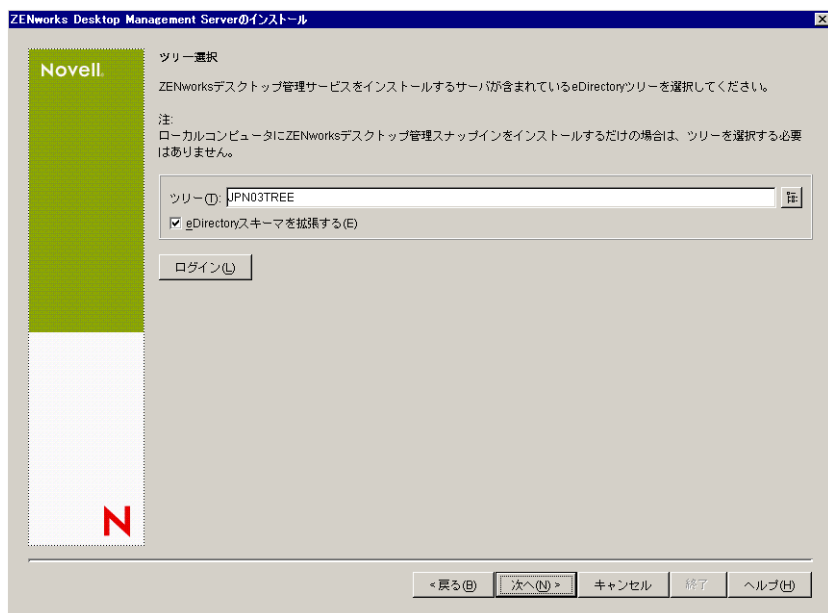 ZENworks Desktop Management Serverのインストール
Novell.
ツリー選択
ZENworksデスクトップ管理サービスをインストールするサーバが含まれているeDirectoryツリーを選択してください。
注:
ローカルコンピュータにZENworksデスクトップ管理スナップインをインストールするだけの場合は、ツリーを選択する必要
はありません。
ツリー(T): JPN03TREE
eDirectoryスキーマを拡張する(E)
ログイン(L)
N
<戻る(B)
次へ(N)>
キャンセル
終了
ヘルプ(H)